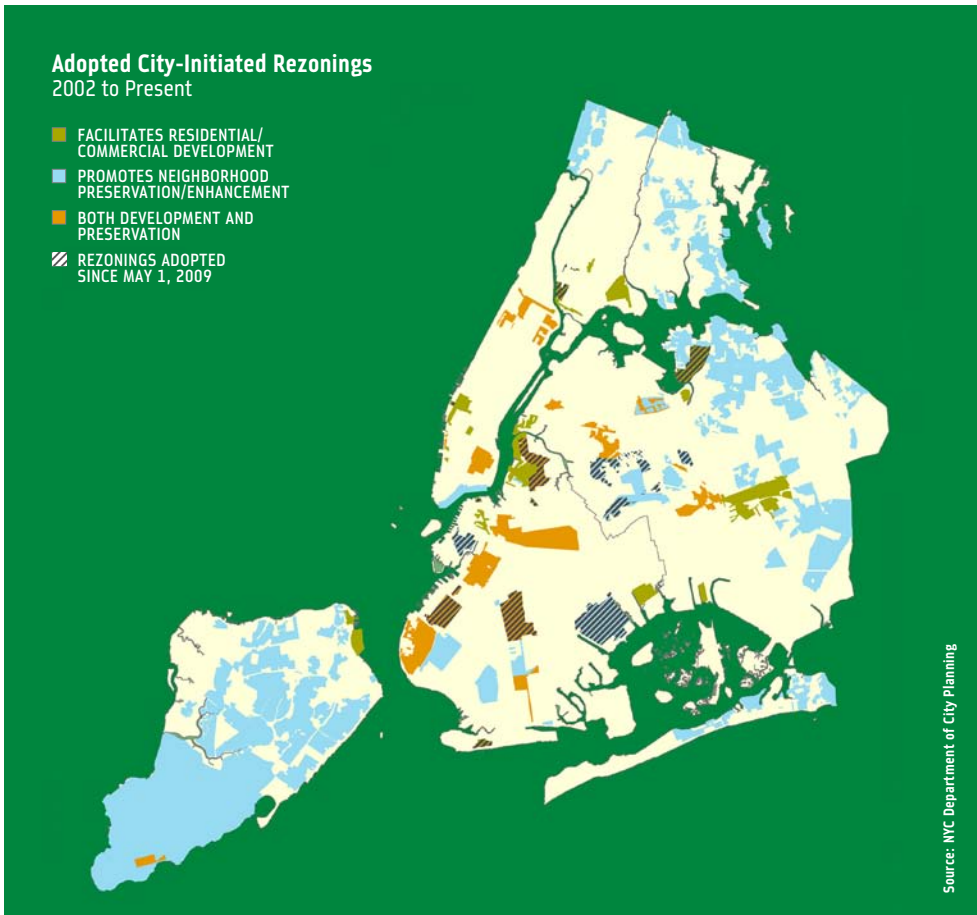 Adopted City-Initiated Rezonings
2002 to Present
FACILITATES RESIDENTIAL/
COMMERCIAL DEVELOPMENT
PROMOTES NEIGHBORHOOD
PRESERVATION/ENHANCEMENT
BOTH DEVELOPMENT AND
PRESERVATION
REZONINGS ADOPTED
SINCE MAY 1, 2009
Source: NYC Department of City Planning